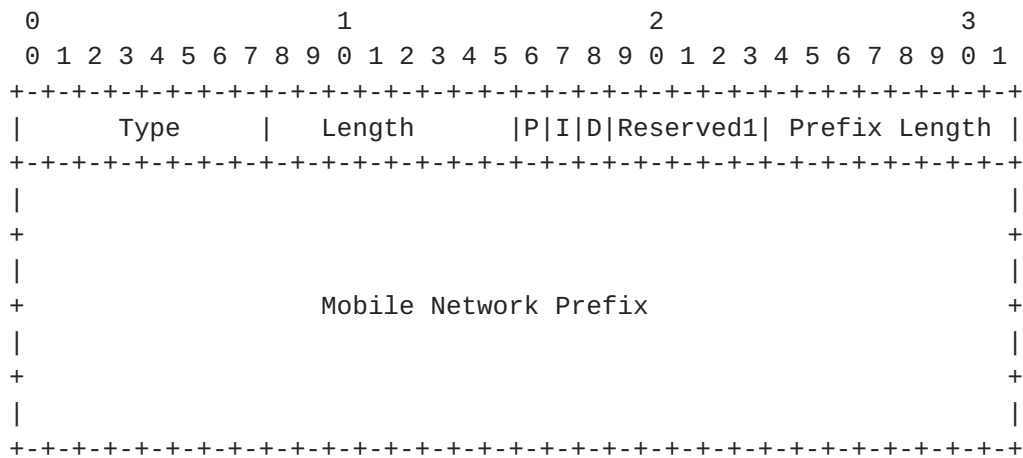 0                   1                   2                   3
 0 1 2 3 4 5 6 7 8 9 0 1 2 3 4 5 6 7 8 9 0 1 2 3 4 5 6 7 8 9 0 1
+-+-+-+-+-+-+-+-+-+-+-+-+-+-+-+-+-+-+-+-+-+-+-+-+-+-+-+-+-+-+-+-+
|      Type     |   Length      |P|I|D|Reserved1| Prefix Length |
+-+-+-+-+-+-+-+-+-+-+-+-+-+-+-+-+-+-+-+-+-+-+-+-+-+-+-+-+-+-+-+-+
|                                                               |
+                                                               +
|                                                               |
+                   Mobile Network Prefix                       +
|                                                               |
+                                                               +
|                                                               |
+-+-+-+-+-+-+-+-+-+-+-+-+-+-+-+-+-+-+-+-+-+-+-+-+-+-+-+-+-+-+-+-+